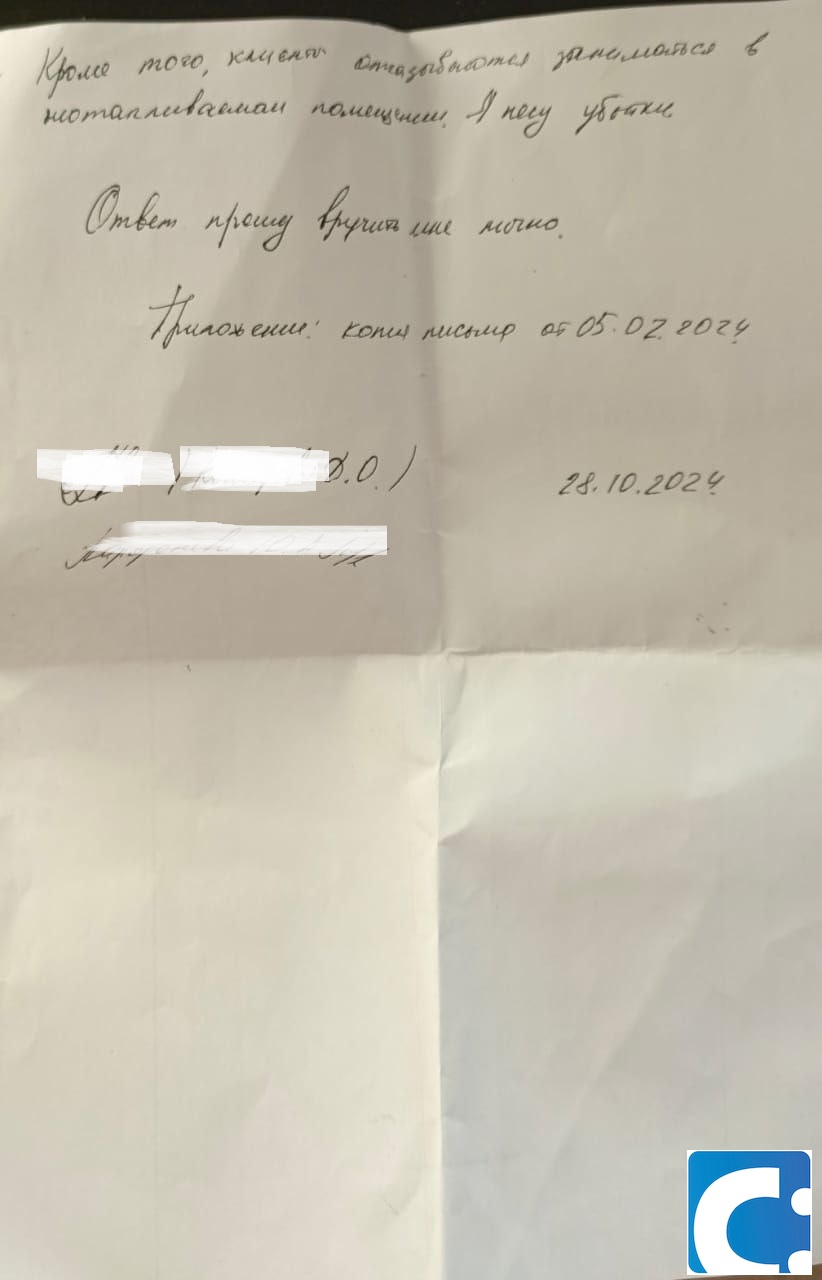 Кроме того, клиенты отказываются заниматься в
неотапливаемом помещении. Я несу убытки.
Ответ прошу вручить мне лично.
Приложение: копия письма от 05.02.2024
Д.О.)
28.10.2024